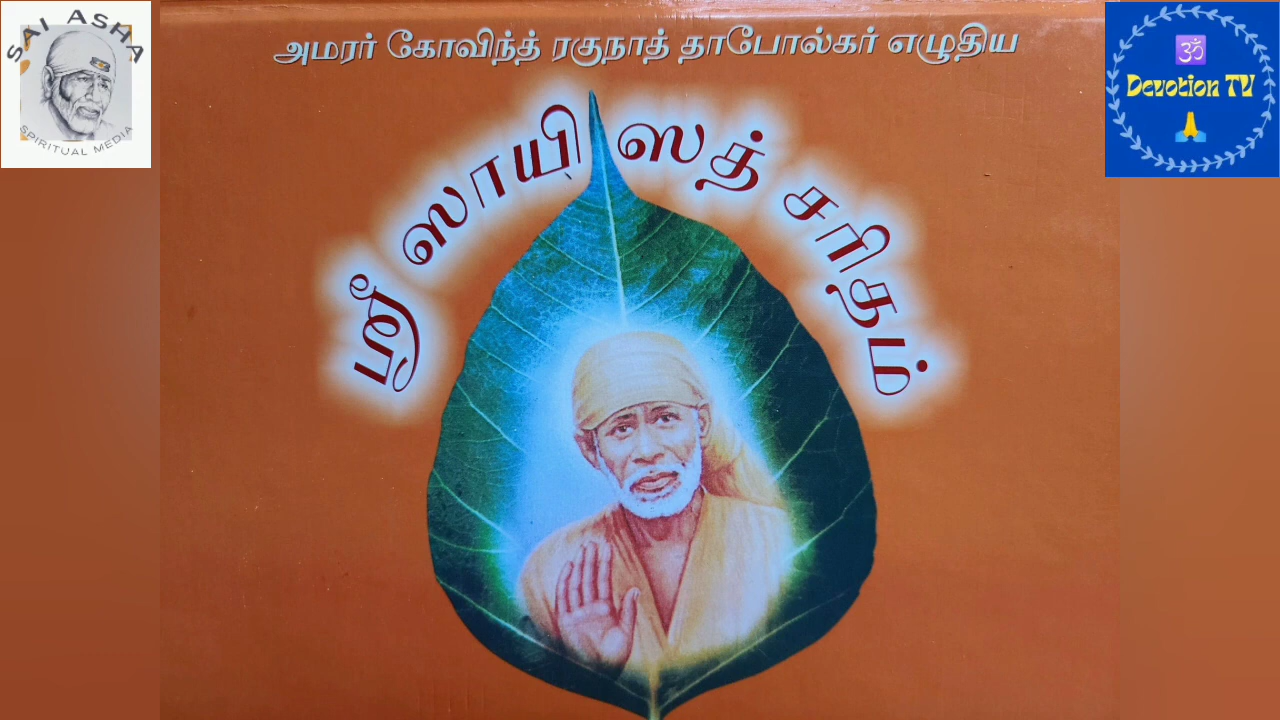 SAI ASHA
SPIRITUAL MEDIA
அமரர் கோவிந்த் ரகுநாத் தாபோல்கர் எழுதிய
ஸ்ரீ ஸாயி ஸத் சரிதம்
ॐ
Devotion TV